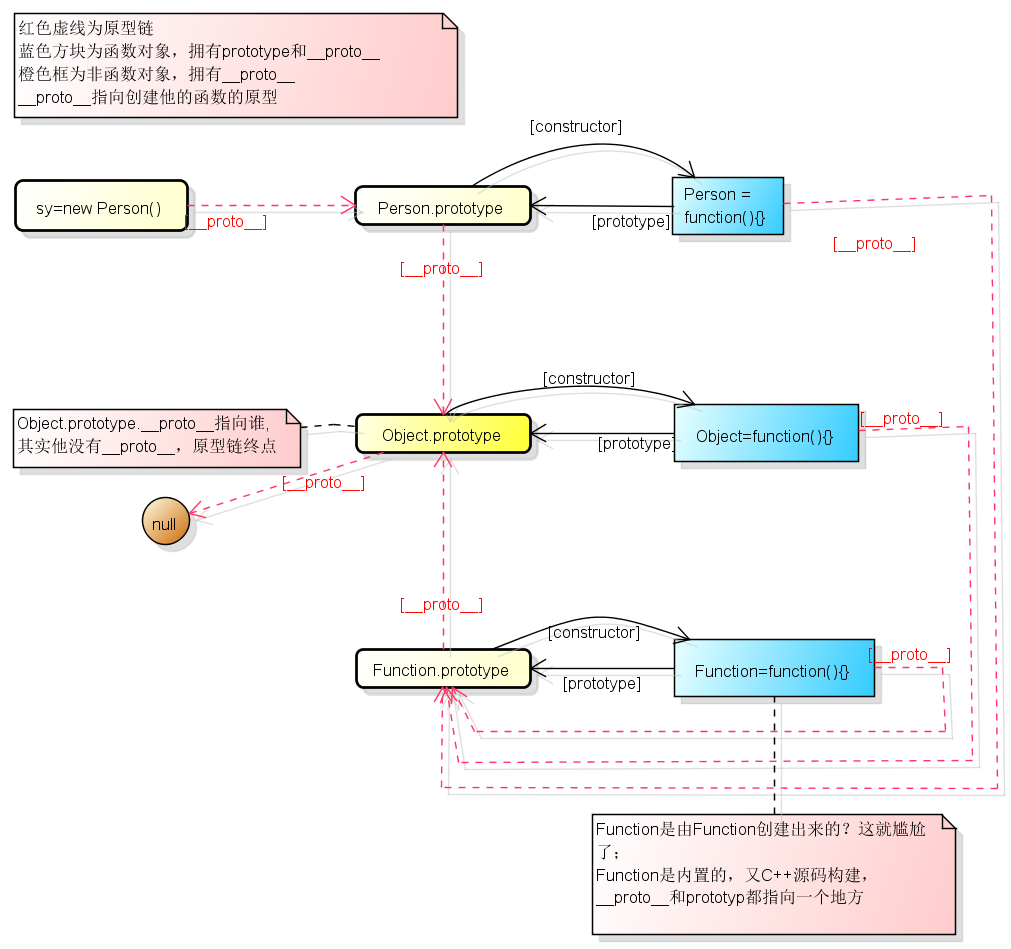 红色虚线为原型链
蓝色方块为函数对象，拥有prototype和__proto__
橙色框为非函数对象，拥有__proto__
__proto__指向创建他的函数的原型
[constructor]
sy=new Person()
[__proto__]
Person.prototype
[prototype]
Person =
function(){}
[__proto__]
[__proto__]
[constructor]
Object.prototype.__proto__指向谁,
其实他没有__proto__，原型链终点
Object.prototype
[prototype]
Object=function(){}
[__proto__]
[__proto__]
null
[__proto__]
[constructor]
Function.prototype
[prototype]
Function=function(){}
[__proto__]
Function是由Function创建出来的？这就尴尬
了；
Function是内置的，又C++源码构建，
__proto__和prototyp都指向一个地方